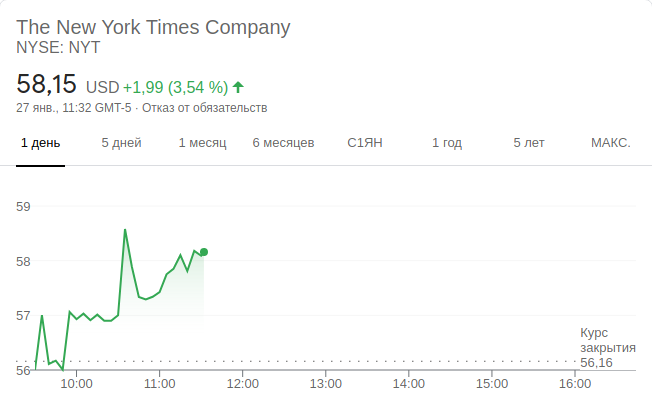 The New York Times Company
NYSE: NYT
58,15 USD +1,99 (3,54 %)
27 янв., 11:32 GMT-5 · Отказ от обязательств
1 день 5 дней 1 месяц 6 месяцев С1ЯН 1 год 5 лет МАКС.
59
58
57
Курс
закрытия
56,16
56
10:00 11:00 12:00 13:00 14:00 15:00 16:00